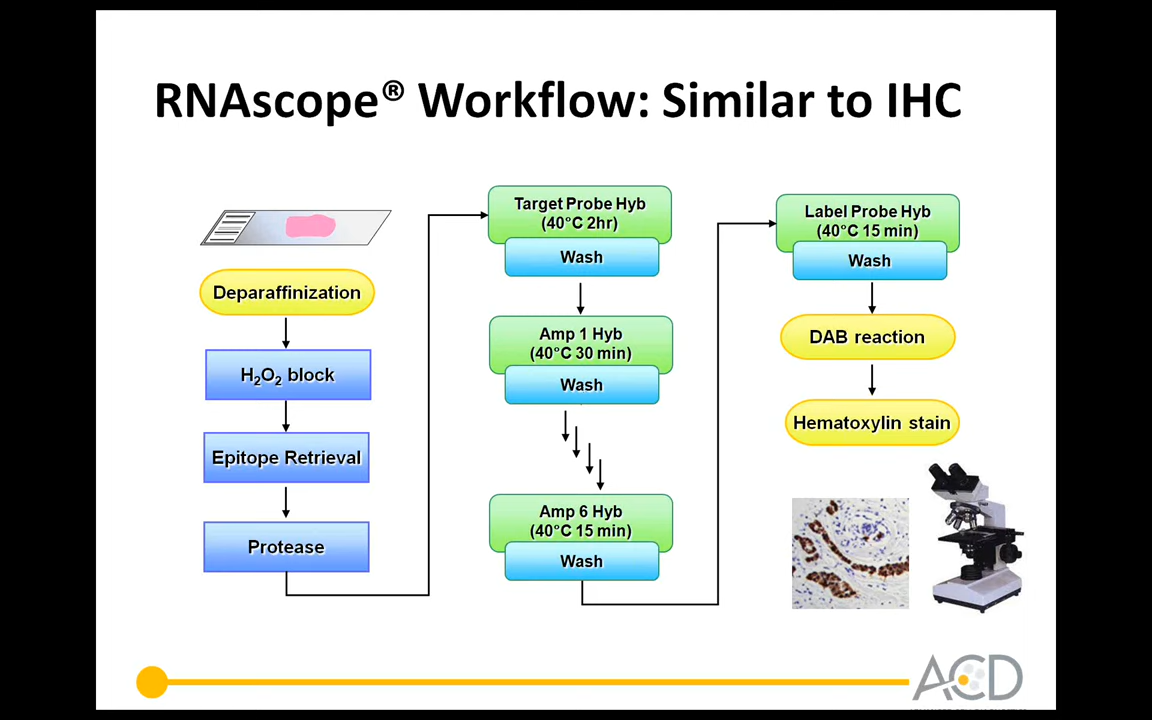 RNAscope® Workflow: Similar to IHC
Deparaffinization
H₂O₂ block
Epitope Retrieval
Protease
Target Probe Hyb
(40°C 2hr)
Wash
Amp 1 Hyb
(40°C 30 min)
Wash
Amp 6 Hyb
(40°C 15 min)
Wash
Label Probe Hyb
(40°C 15 min)
Wash
DAB reaction
Hematoxylin stain
ACD